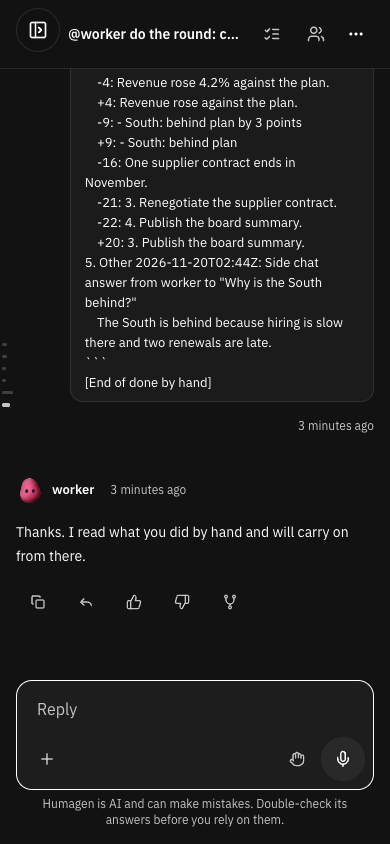 @worker do the round: c...
-4: Revenue rose 4.2% against the plan.
+4: Revenue rose against the plan.
-9: - South: behind plan by 3 points
+9: - South: behind plan
-16: One supplier contract ends in
November.
-21: 3. Renegotiate the supplier contract.
-22: 4. Publish the board summary.
+20: 3. Publish the board summary.
5. Other 2026-11-20T02:44Z: Side chat
answer from worker to "Why is the South
behind?"
The South is behind because hiring is slow
there and two renewals are late.
```
[End of done by hand]
3 minutes ago
worker 3 minutes ago
Thanks. I read what you did by hand and will carry on
from there.
Reply
Humagen is AI and can make mistakes. Double-check its
answers before you rely on them.